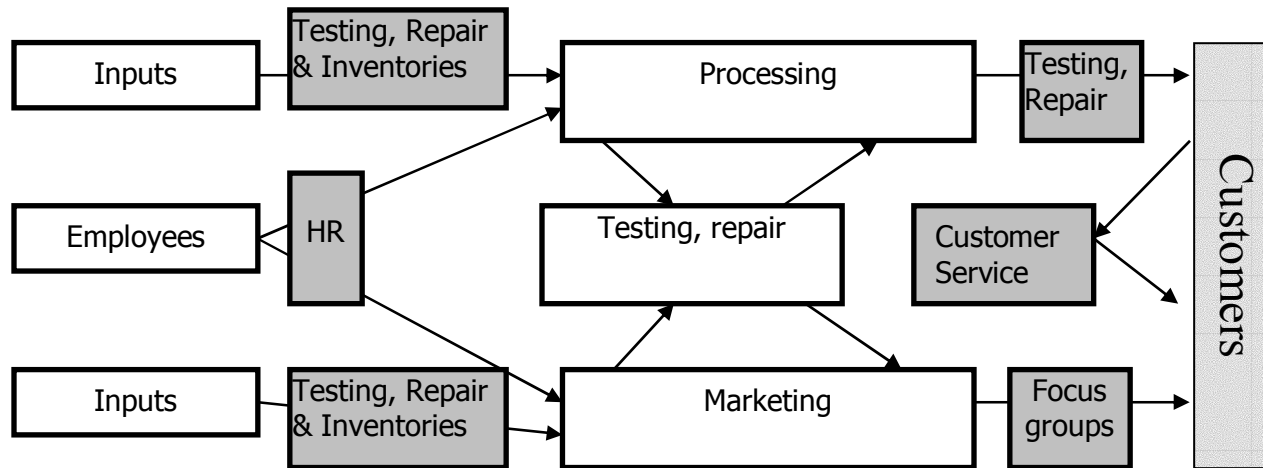 Inputs
Testing, Repair
& Inventories
Processing
Testing,
Repair
Employees
HR
Testing, repair
Customer
Service
Customers
Inputs
Testing, Repair
& Inventories
Marketing
Focus
groups